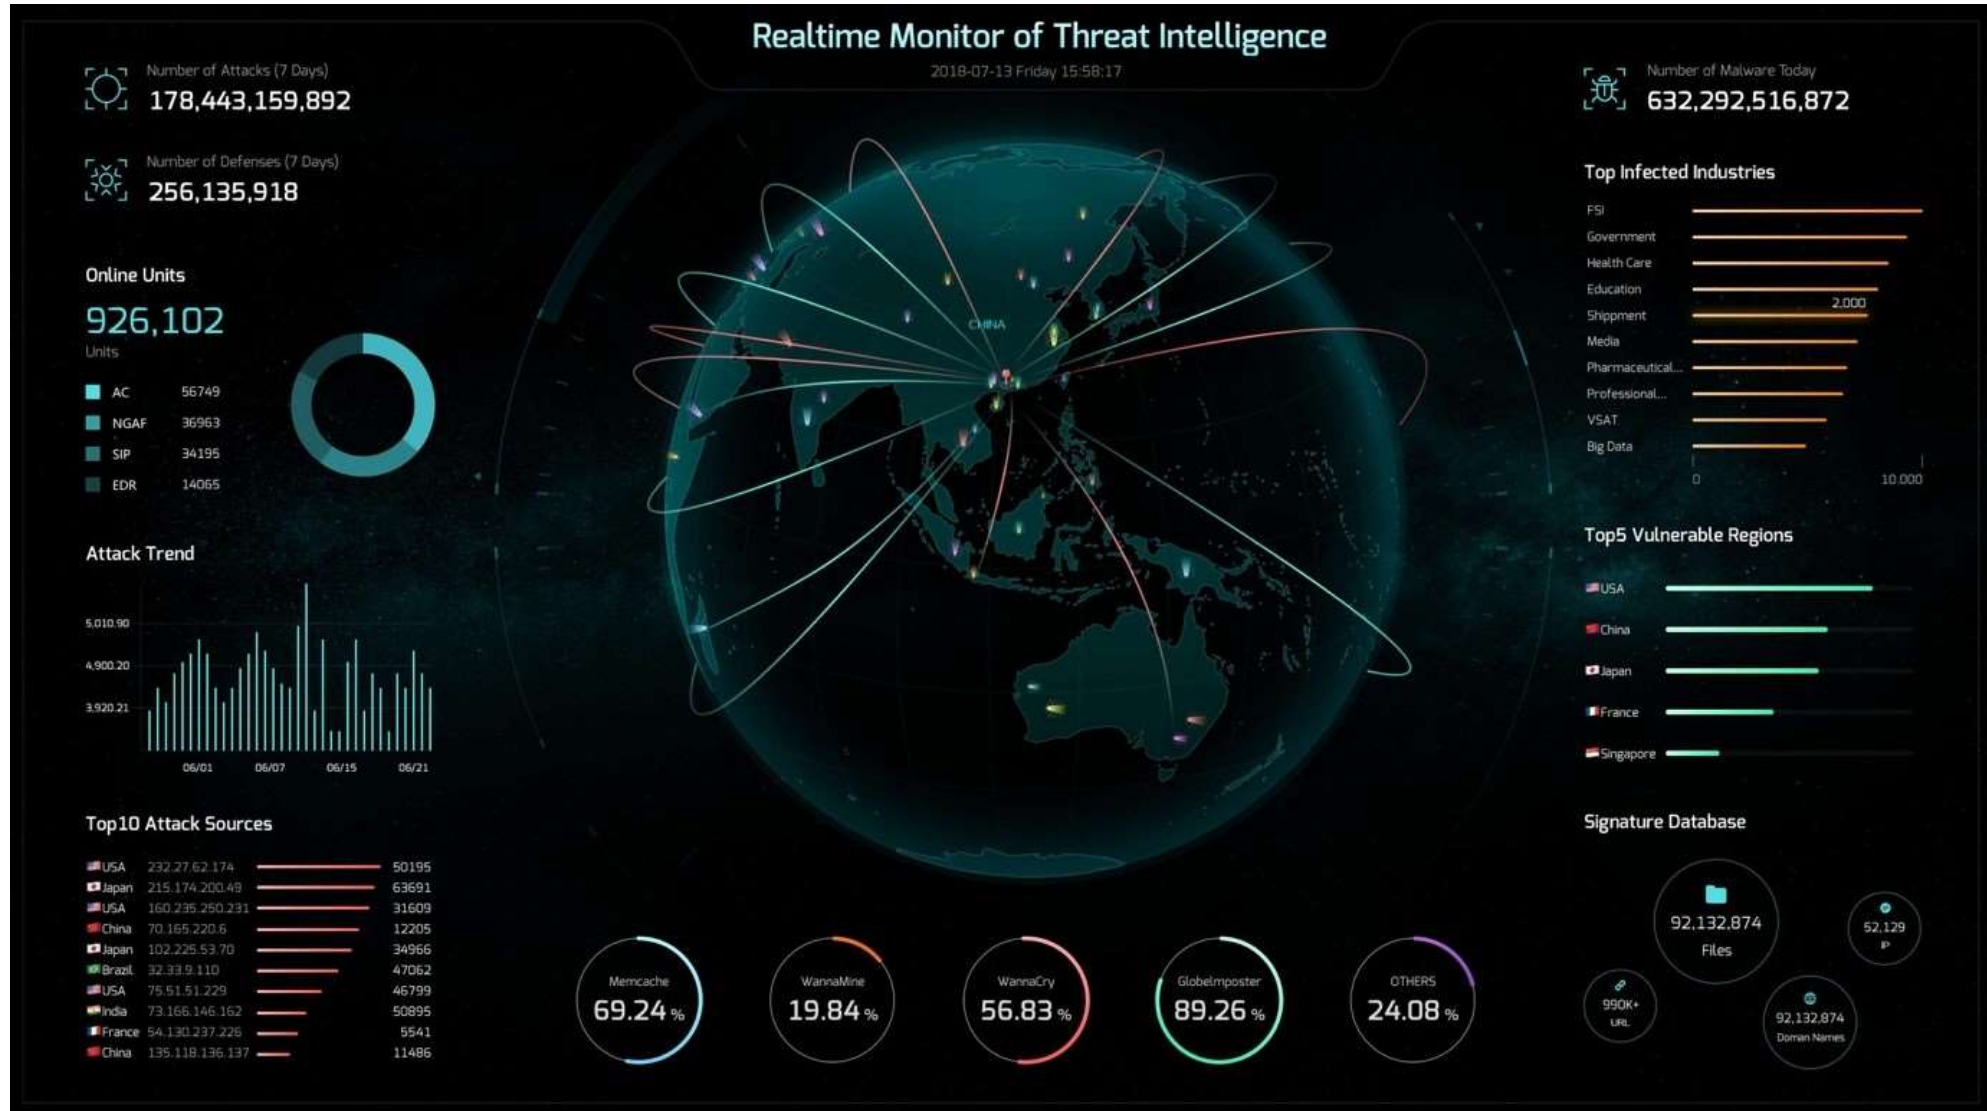 Realtime Monitor of Threat Intelligence
2018-07-13 Friday 15:58:17
Number of Attacks (7 Days)
178,443,159,892
Number of Defenses (7 Days)
256,135,918
Online Units
926,102
Units
AC 56749
NGAF 36963
SIP 34195
EDR 14065
Attack Trend
5,010.90
4,900.20
3,920.21
06/01 06/07 06/15 06/21
Top10 Attack Sources
USA 232.27.62.174 50195
Japan 215.174.200.49 63691
USA 160.235.250.231 31609
China 70.165.220.6 12205
Japan 102.225.53.70 34966
Brazil 32.33.9.110 47062
USA 75.51.51.229 46799
India 73.166.146.162 50895
France 54.130.237.226 5541
China 135.118.136.137 11486
CHINA
Memcache
69.24 %
WannaMine
19.84 %
WannaCry
56.83 %
GlobeImposter
89.26 %
OTHERS
24.08 %
Number of Malware Today
632,292,516,872
Top Infected Industries
FSI
Government
Health Care
Education
2,000
Shippment
Media
Pharmaceutical...
Professional...
VSAT
Big Data
0 10.000
Top5 Vulnerable Regions
USA
China
Japan
France
Singapore
Signature Database
92,132,874
Files
52,129
IP
990K+
URL
92,132,874
Doman Names